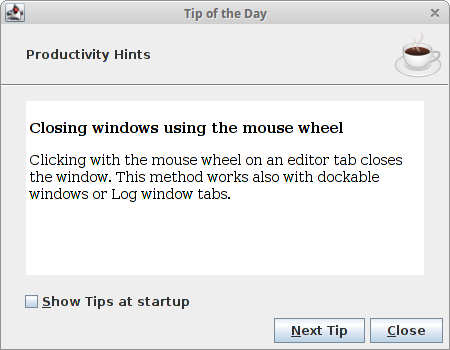 Tip of the Day
Productivity Hints
Closing windows using the mouse wheel
Clicking with the mouse wheel on an editor tab closes
the window. This method works also with dockable
windows or Log window tabs.
Show Tips at startup
Next Tip Close